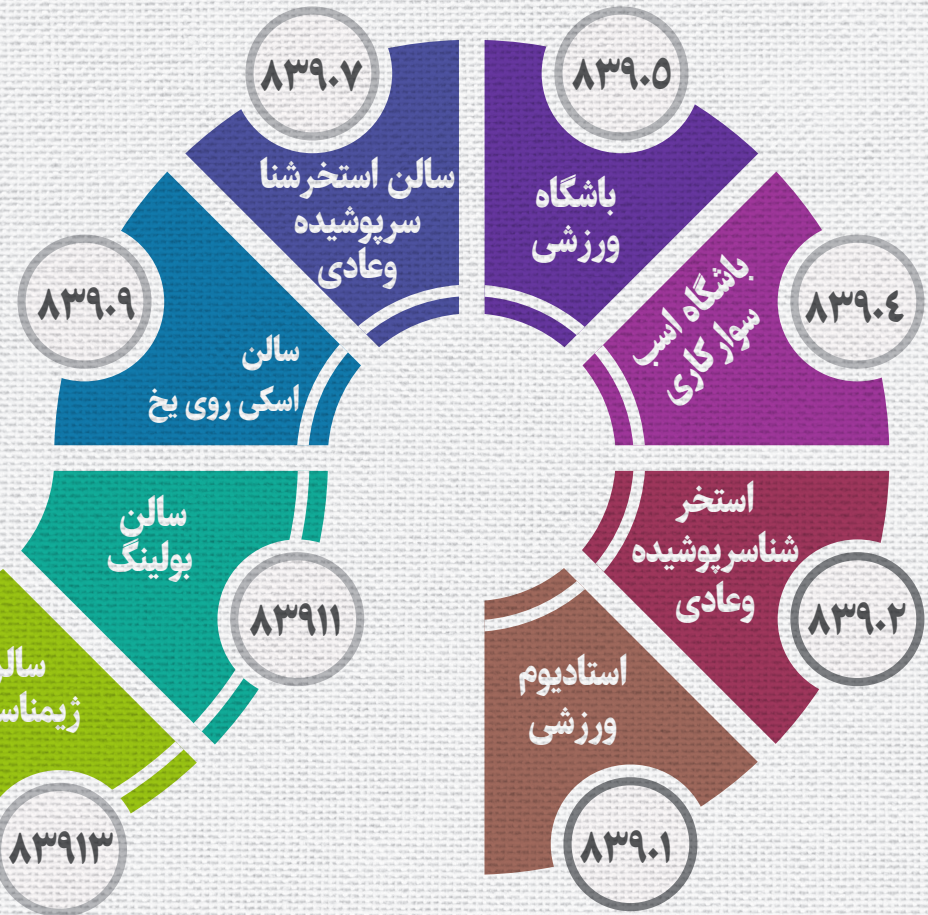 ۸۳۹۰۷
سالن استخرشنا
سرپوشیده
وعادی
۸۳۹۰۵
باشگاه
ورزشی
۸۳۹۰٤
باشگاه اسب
سوار کاری
۸۳۹۰۹
سالن
اسکی روی یخ
۸۳۹۰۲
استخر
شناسرپوشیده
وعادی
۸۳۹۱۱
سالن
بولینگ
۸۳۹۰۱
استادیوم
ورزشی
۸۳۹۱۳